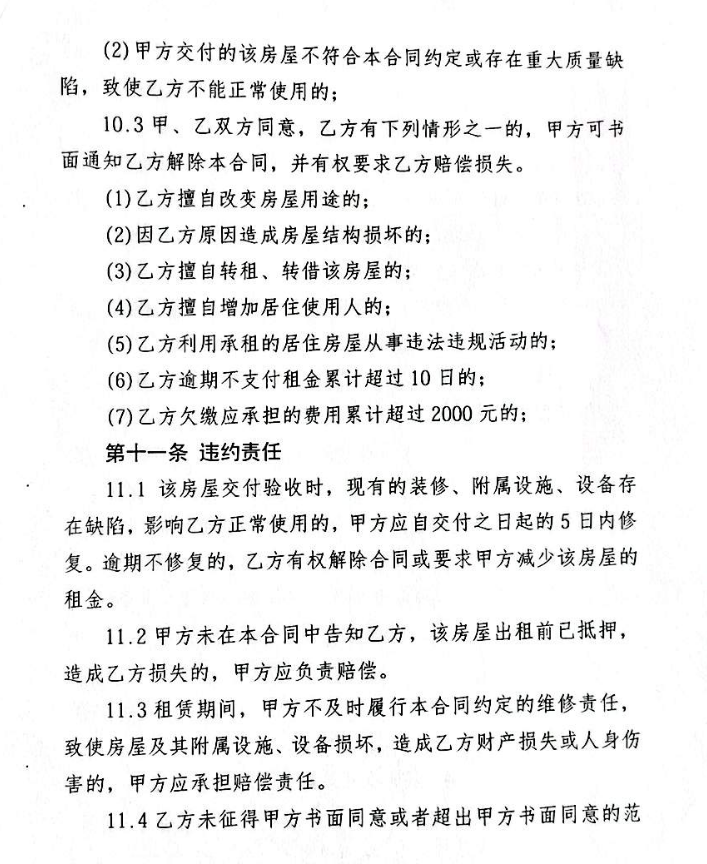 (2)甲方交付的该房屋不符合本合同约定或存在重大质量缺
陷，致使乙方不能正常使用的；
10.3 甲、乙双方同意，乙方有下列情形之一的，甲方可书
面通知乙方解除本合同，并有权要求乙方赔偿损失。
(1)乙方擅自改变房屋用途的；
(2)因乙方原因造成房屋结构损坏的；
(3)乙方擅自转租、转借该房屋的；
(4)乙方擅自增加居住使用人的；
(5)乙方利用承租的居住房屋从事违法违规活动的；
(6)乙方逾期不支付租金累计超过 10 日的；
(7)乙方欠缴应承担的费用累计超过 2000 元的；
第十一条 违约责任
11.1 该房屋交付验收时，现有的装修、附属设施、设备存
在缺陷，影响乙方正常使用的，甲方应自交付之日起的 5 日内修
复。逾期不修复的，乙方有权解除合同或要求甲方减少该房屋的
租金。
11.2 甲方未在本合同中告知乙方，该房屋出租前已抵押，
造成乙方损失的，甲方应负责赔偿。
11.3 租赁期间，甲方不及时履行本合同约定的维修责任，
致使房屋及其附属设施、设备损坏，造成乙方财产损失或人身伤
害的，甲方应承担赔偿责任。
11.4 乙方未征得甲方书面同意或者超出甲方书面同意的范